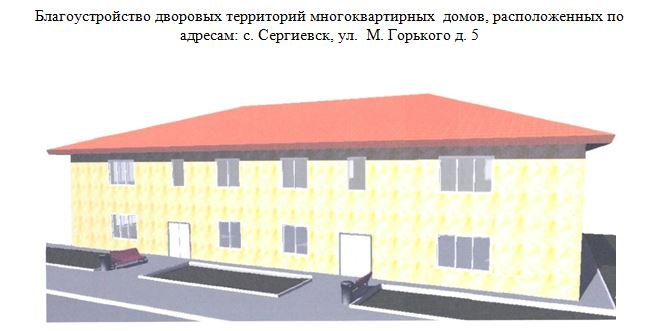 Благоустройство дворовых территорий многоквартирных  домов, расположенных по
адресам: с. Сергиевск, ул.  М. Горького д. 5